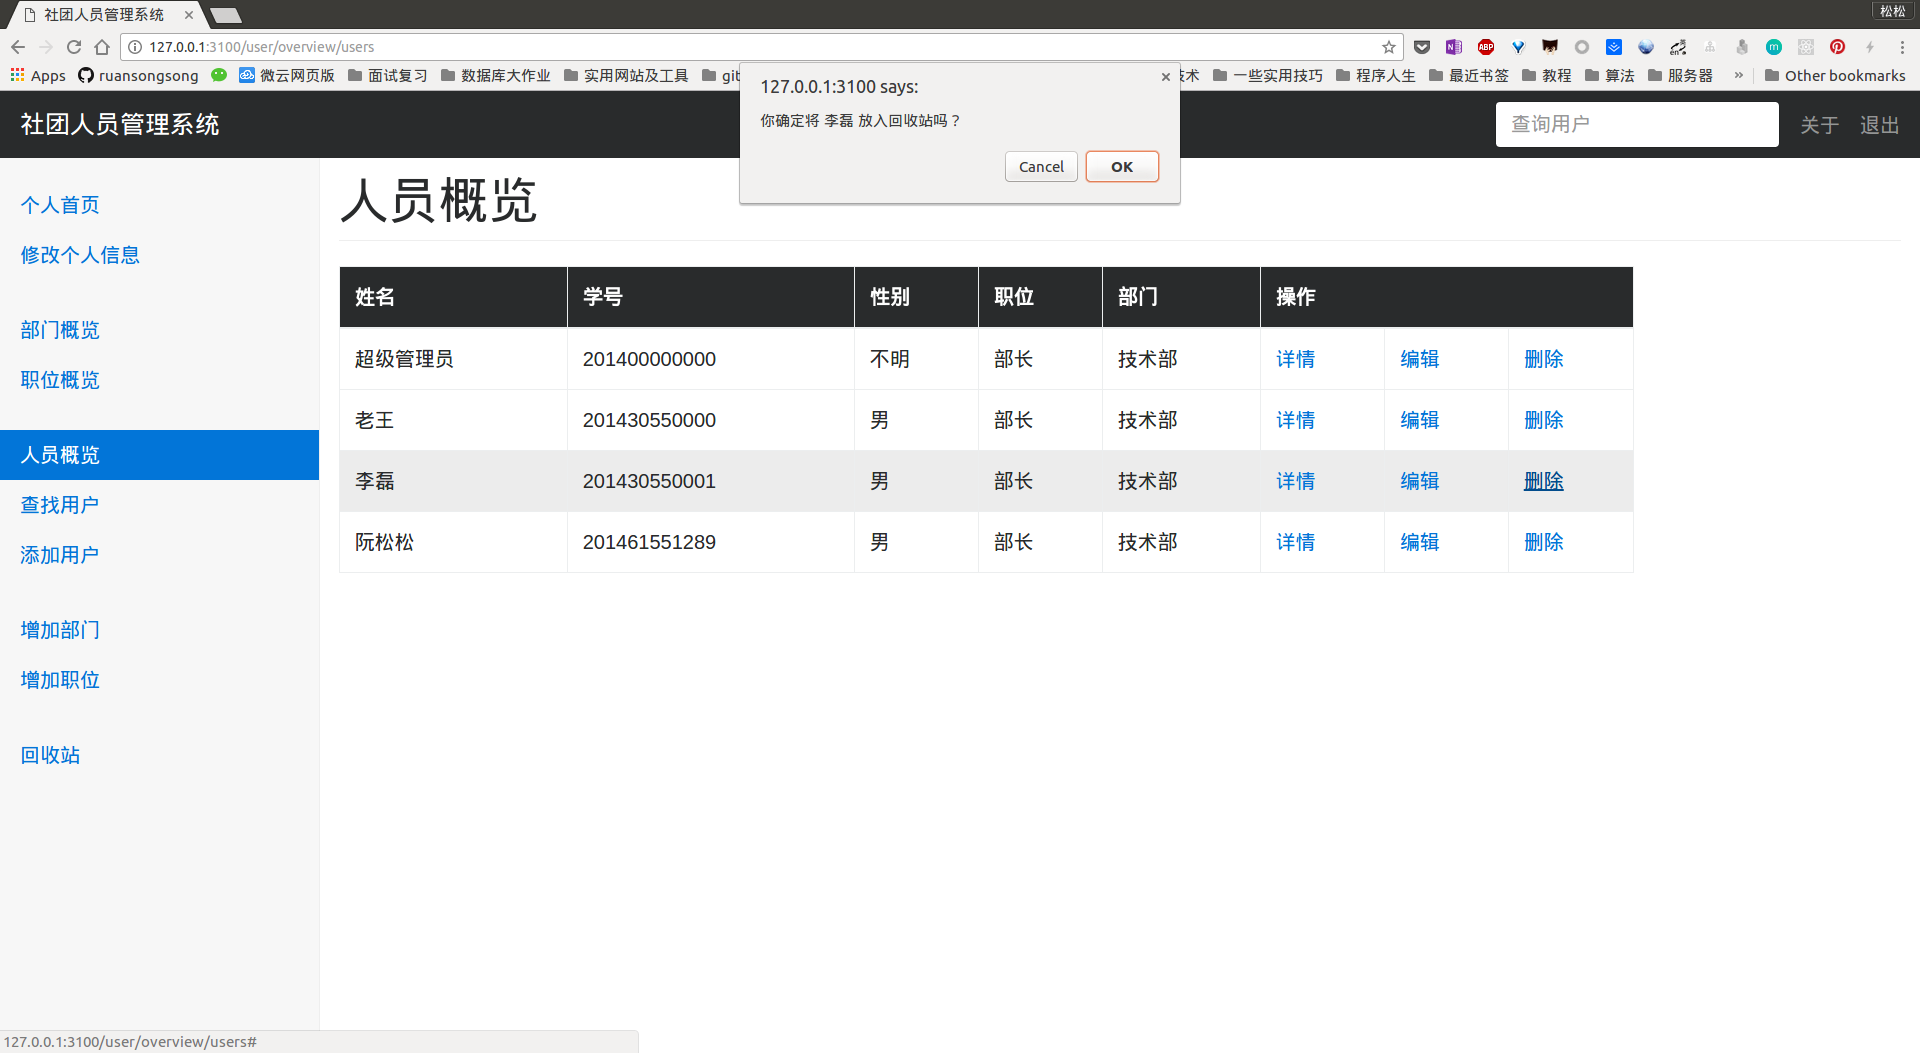 社团人员管理系统
松松
127.0.0.1:3100/user/overview/users
Apps
ruansongsong
微云网页版
面试复习
数据库大作业
实用网站及工具
git
术
一些实用技巧
程序人生
最近书签
教程
算法
服务器
»
Other bookmarks
127.0.0.1:3100 says:
你确定将 李磊 放入回收站吗？
Cancel
OK
社团人员管理系统
查询用户
关于
退出
个人首页
修改个人信息
部门概览
职位概览
人员概览
查找用户
添加用户
增加部门
增加职位
回收站
人员概览
姓名 学号 性别 职位 部门 操作
超级管理员 201400000000 不明 部长 技术部 详情 编辑 删除
老王 201430550000 男 部长 技术部 详情 编辑 删除
李磊 201430550001 男 部长 技术部 详情 编辑 删除
阮松松 201461551289 男 部长 技术部 详情 编辑 删除
127.0.0.1:3100/user/overview/users#